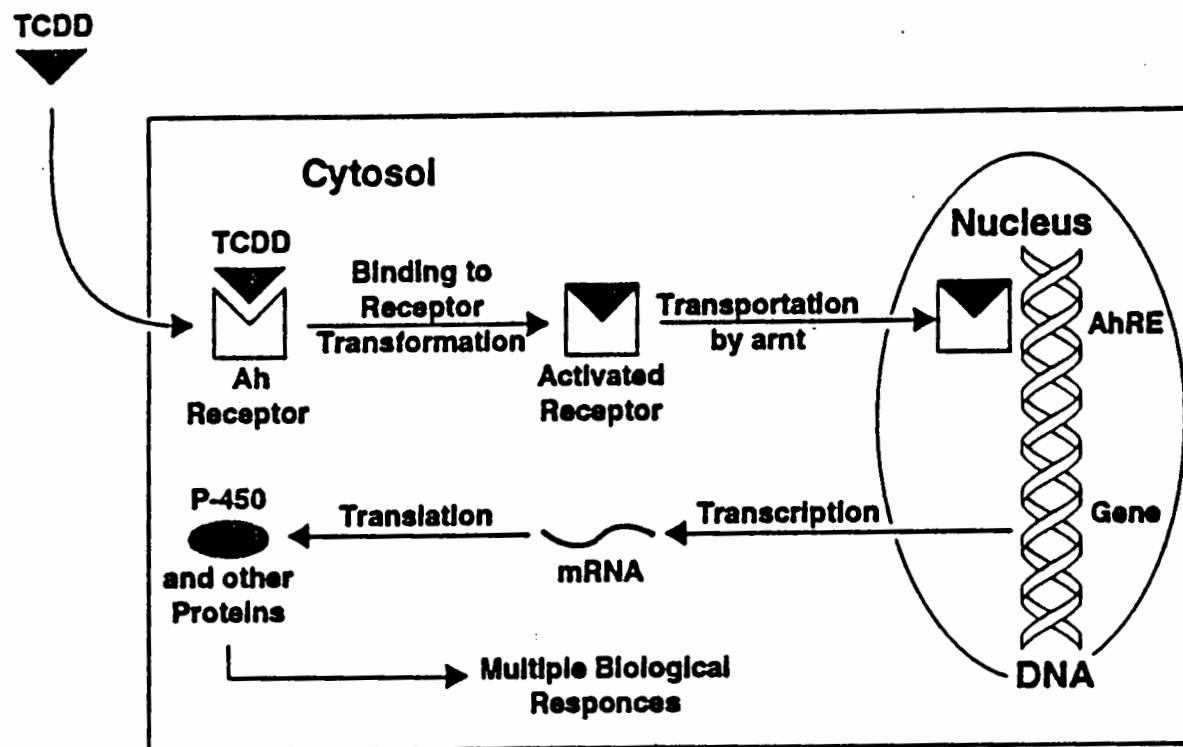 TCDD
Cytosol
Nucleus
TCDD
Binding to
Receptor
Transformation
Transportation
by arnt
AhRE
Ah
Receptor
Activated
Receptor
P-450
Translation
Transcription
Gene
mRNA
and other
Proteins
Multiple Biological
Responces
DNA